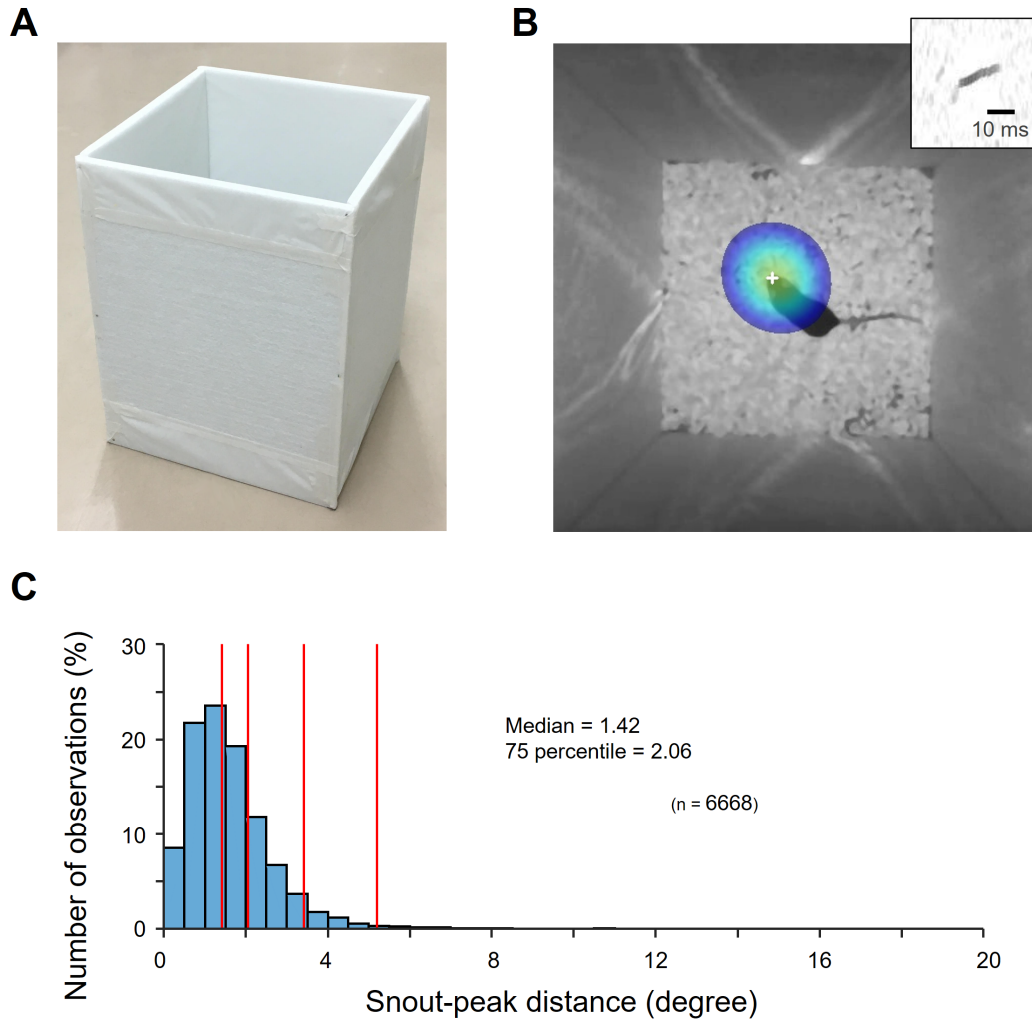 A
B
10 ms
C
Number of observations (%)
30
20
10
0
Median = 1.42
75 percentile = 2.06
(n = 6668)
0 4 8 12 16 20
Snout-peak distance (degree)